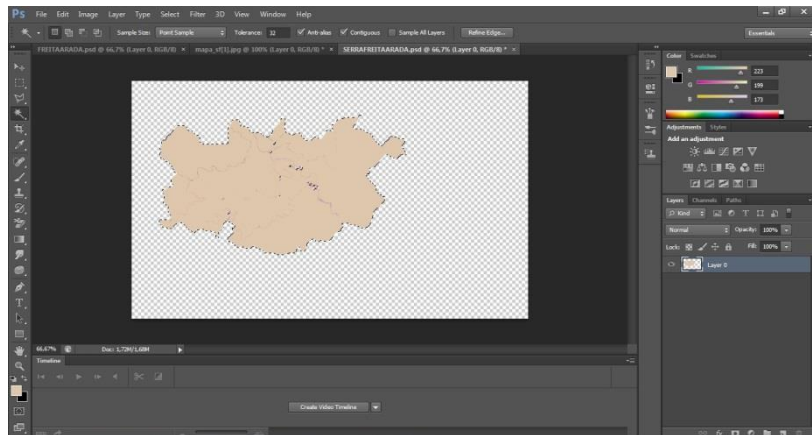 Ps File Edit Image Layer Type Select Filter 3D View Window Help
Sample Size: Point Sample Tolerance: 32 Anti-alias Contiguous Sample All Layers Refine Edge... Essentials
FREITAARADA.psd @ 66,7% (Layer 0, RGB/8) × mapa_sf[1].jpg @ 100% (Layer 0, RGB/8) * × SERRAFREITAARADA.psd @ 66,7% (Layer 0, RGB/8) * ×
Color Swatches
R 223
G 199
B 173
Adjustments Styles
Add an adjustment
Layers Channels Paths
Kind
Normal Opacity: 100%
Lock: Fill: 100%
Layer 0
66,67% Doc: 1,72M/1,68M
Timeline
Create Video Timeline